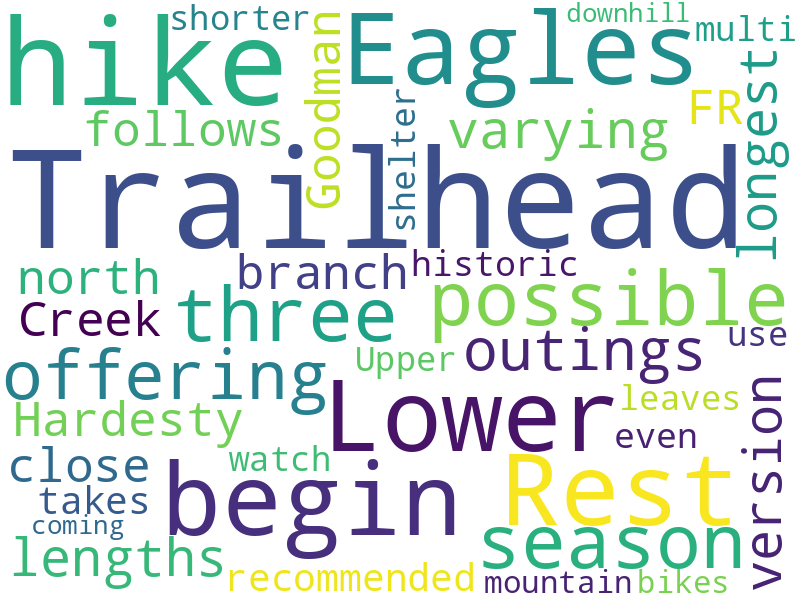 shorter
downhill
hike
Goodman
Eagles
multi
follows
shelter
varying
FR
longest
Trailhead
north
branch
historic
Creek
three
possible
offering
Upper
outings
use
Hardesty
Lower
leaves
even
version
close
watch
takes
begin
Rest
coming
season
lengths
recommended
mountain
bikes